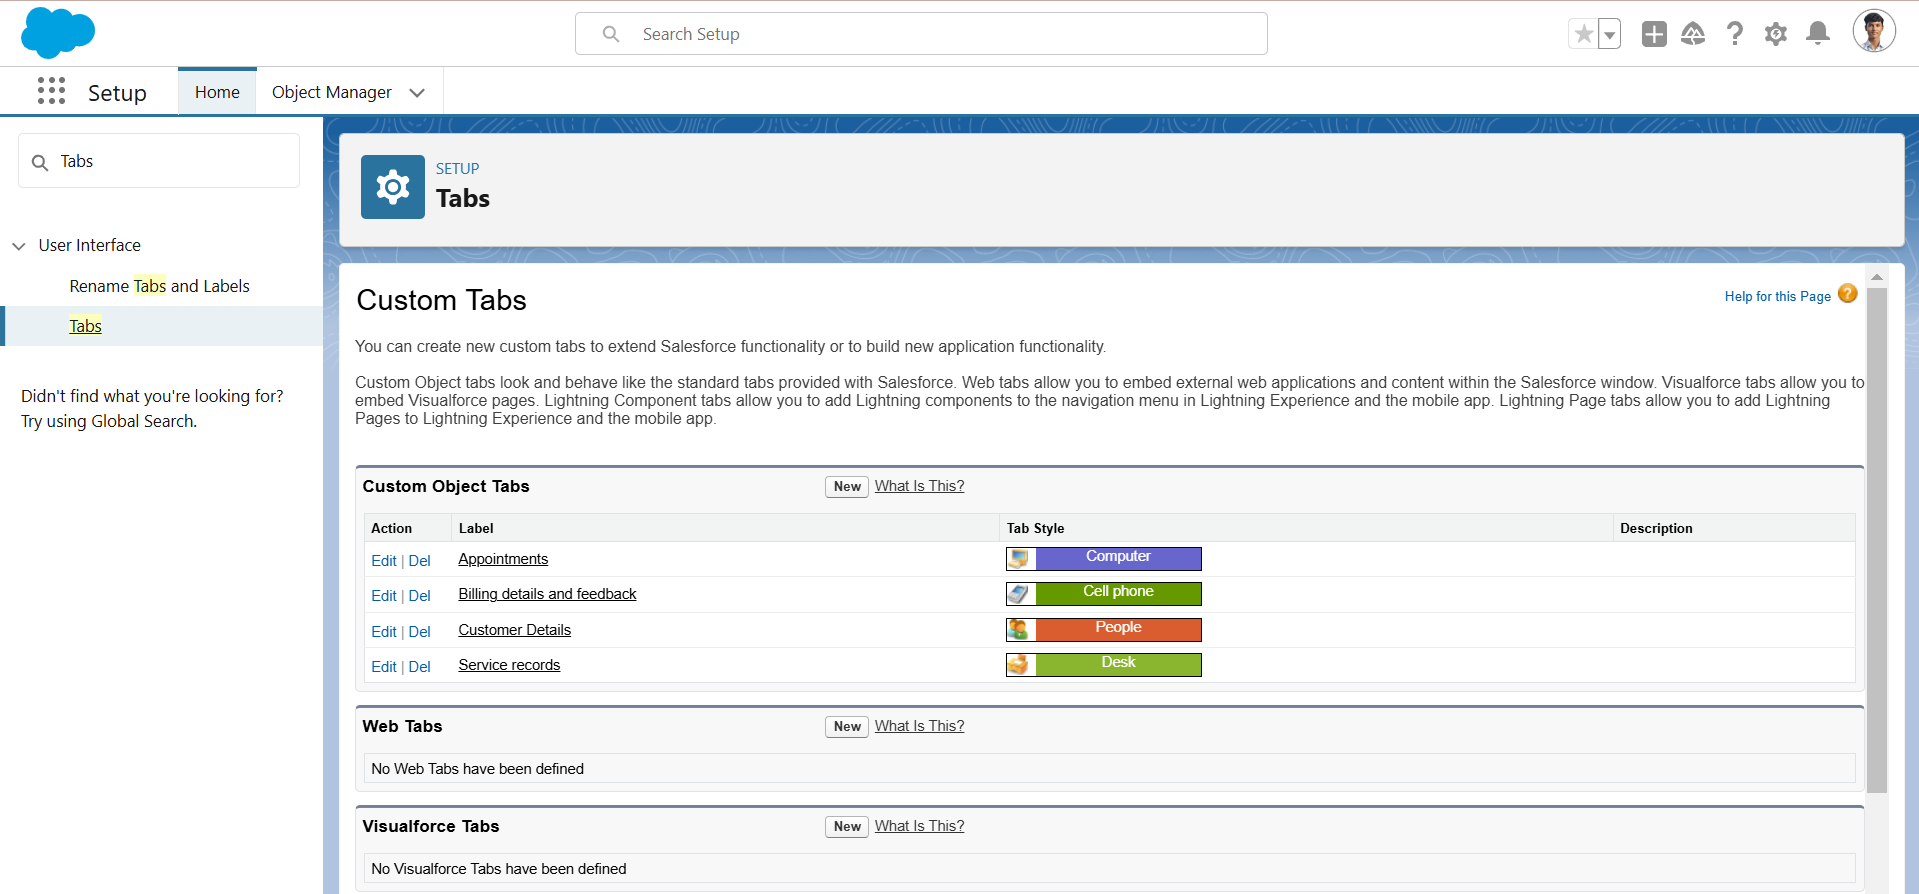 Search Setup
Setup
Home
Object Manager
Tabs
User Interface
Rename Tabs and Labels
Tabs
Didn't find what you're looking for?
Try using Global Search.
SETUP
Tabs
Custom Tabs
Help for this Page
You can create new custom tabs to extend Salesforce functionality or to build new application functionality.
Custom Object tabs look and behave like the standard tabs provided with Salesforce. Web tabs allow you to embed external web applications and content within the Salesforce window. Visualforce tabs allow you to
embed Visualforce pages. Lightning Component tabs allow you to add Lightning components to the navigation menu in Lightning Experience and the mobile app. Lightning Page tabs allow you to add Lightning
Pages to Lightning Experience and the mobile app.
Custom Object Tabs New What Is This?
Action Label Tab Style Description
Edit | Del Appointments Computer
Edit | Del Billing details and feedback Cell phone
Edit | Del Customer Details People
Edit | Del Service records Desk
Web Tabs New What Is This?
No Web Tabs have been defined
Visualforce Tabs New What Is This?
No Visualforce Tabs have been defined